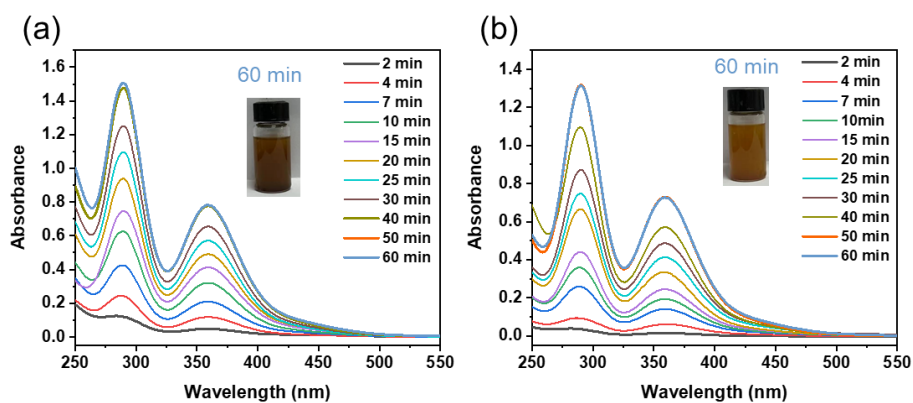 (a)
60 min
2 min
4 min
7 min
10 min
15 min
20 min
25 min
30 min
40 min
50 min
60 min
Absorbance
1.6
1.4
1.2
1.0
0.8
0.6
0.4
0.2
0.0
250 300 350 400 450 500 550
Wavelength (nm)
(b)
60 min
2 min
4 min
7 min
10min
15 min
20 min
25 min
30 min
40 min
50 min
60 min
Absorbance
1.4
1.2
1.0
0.8
0.6
0.4
0.2
0.0
250 300 350 400 450 500 550
Wavelength (nm)